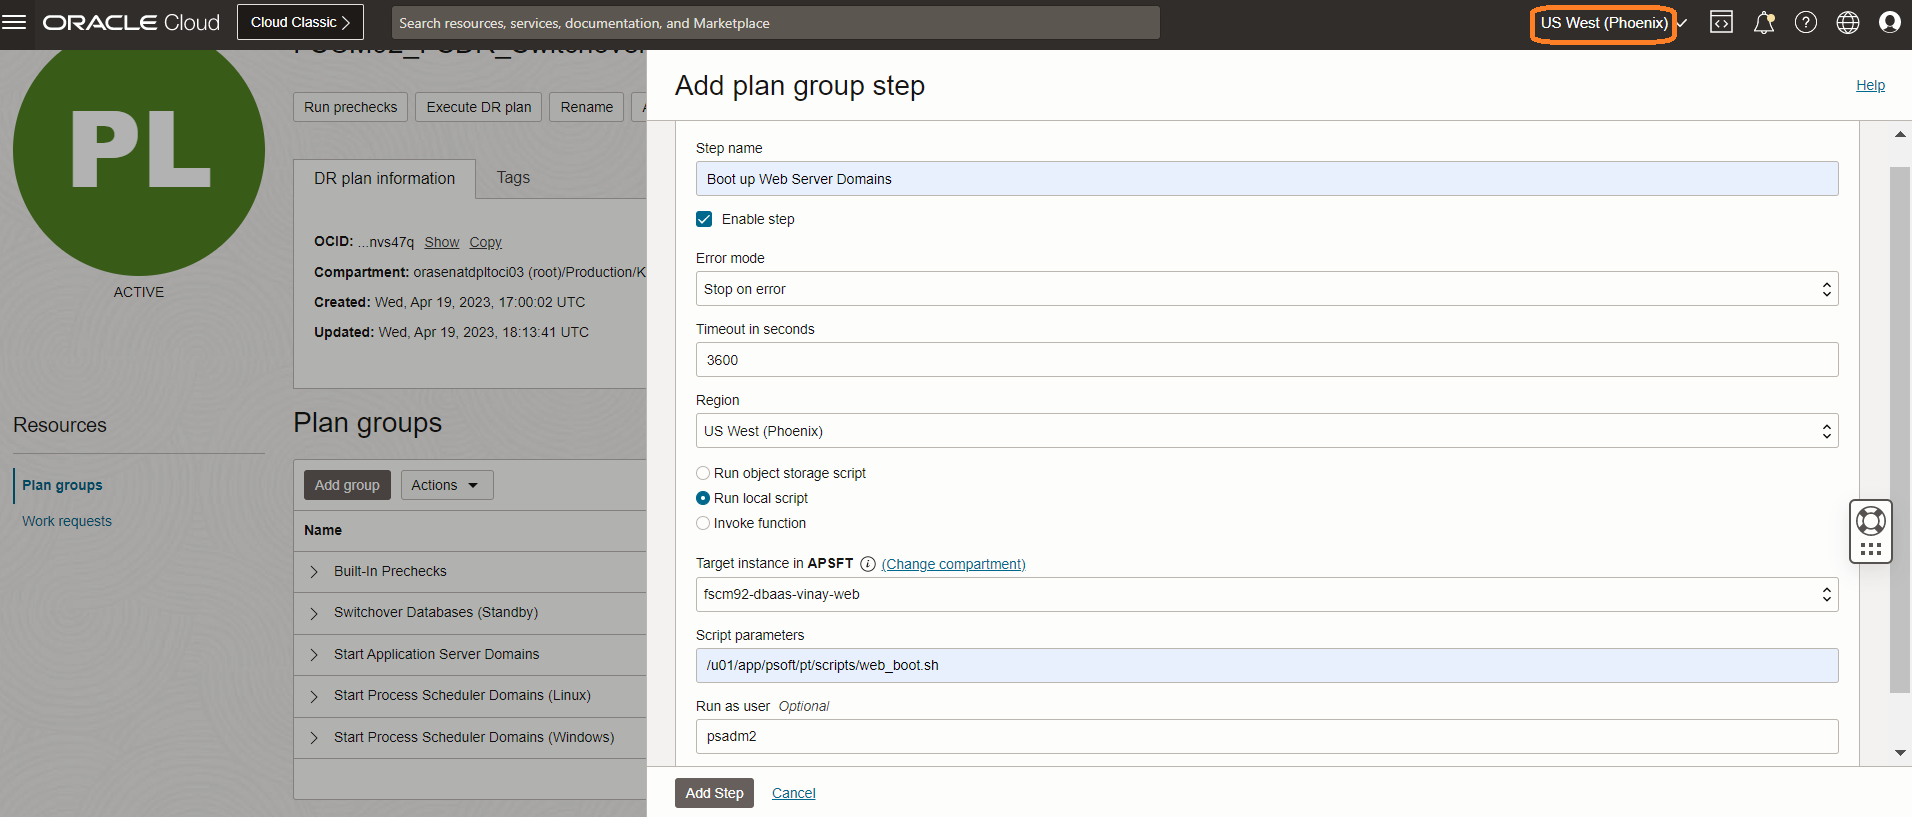 ORACLE Cloud
Cloud Classic
Search resources, services, documentation, and Marketplace
US West (Phoenix)
PL
ACTIVE
Resources
Plan groups
Work requests
Run prechecks
Execute DR plan
Rename
DR plan information
Tags
OCID: ...nvs47q Show Copy
Compartment: orasenatdpltoci03 (root)/Production/K
Created: Wed, Apr 19, 2023, 17:00:02 UTC
Updated: Wed, Apr 19, 2023, 18:13:41 UTC
Plan groups
Add group
Actions
Name
Built-In Prechecks
Switchover Databases (Standby)
Start Application Server Domains
Start Process Scheduler Domains (Linux)
Start Process Scheduler Domains (Windows)
Add plan group step
Help
Step name
Boot up Web Server Domains
Enable step
Error mode
Stop on error
Timeout in seconds
3600
Region
US West (Phoenix)
Run object storage script
Run local script
Invoke function
Target instance in APSFT (Change compartment)
fscm92-dbaas-vinay-web
Script parameters
/u01/app/psoft/pt/scripts/web_boot.sh
Run as user Optional
psadm2
Add Step
Cancel